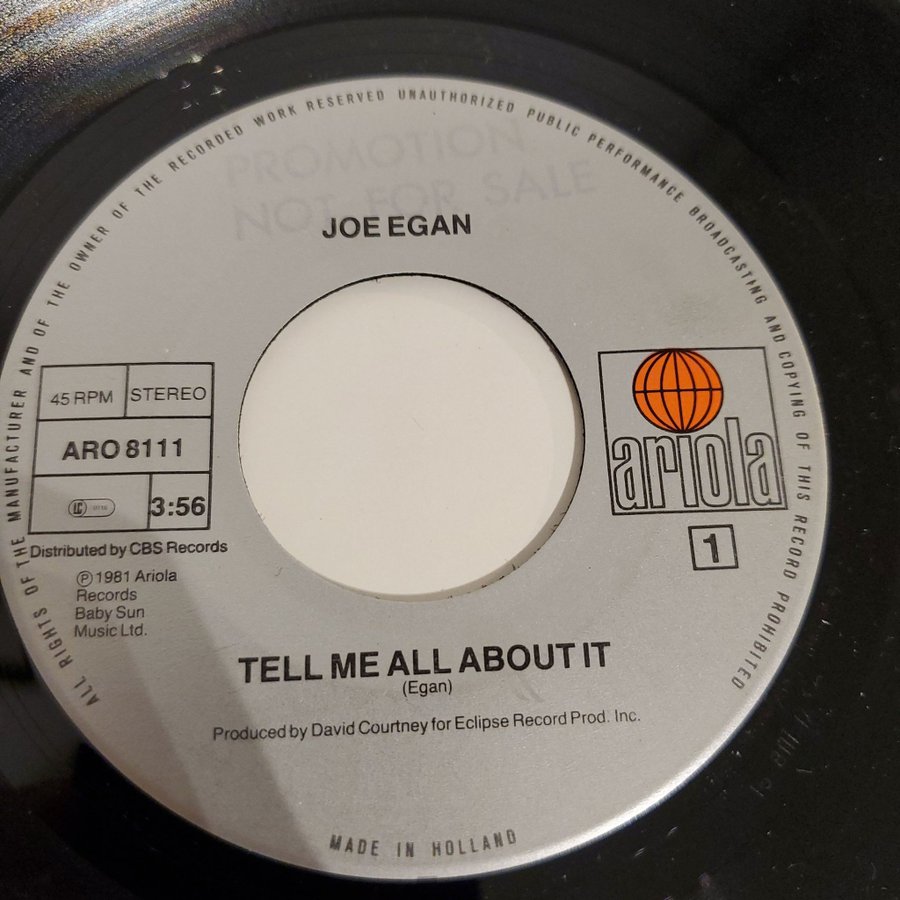 ALL RIGHTS OF THE MANUFACTURER AND OF THE OWNER OF THE RECORDED WORK RESERVED UNAUTHORIZED PUBLIC PERFORMANCE BROADCASTING AND COPYING OF THIS RECORD PROHIBITED
PROMOTION
NOT FOR SALE
JOE EGAN
45 RPM STEREO
ARO 8111
LC
3:56
Distributed by CBS Records
℗ 1981 Ariola
Records
Baby Sun
Music Ltd.
ariola
1
TELL ME ALL ABOUT IT
(Egan)
Produced by David Courtney for Eclipse Record Prod. Inc.
MADE IN HOLLAND